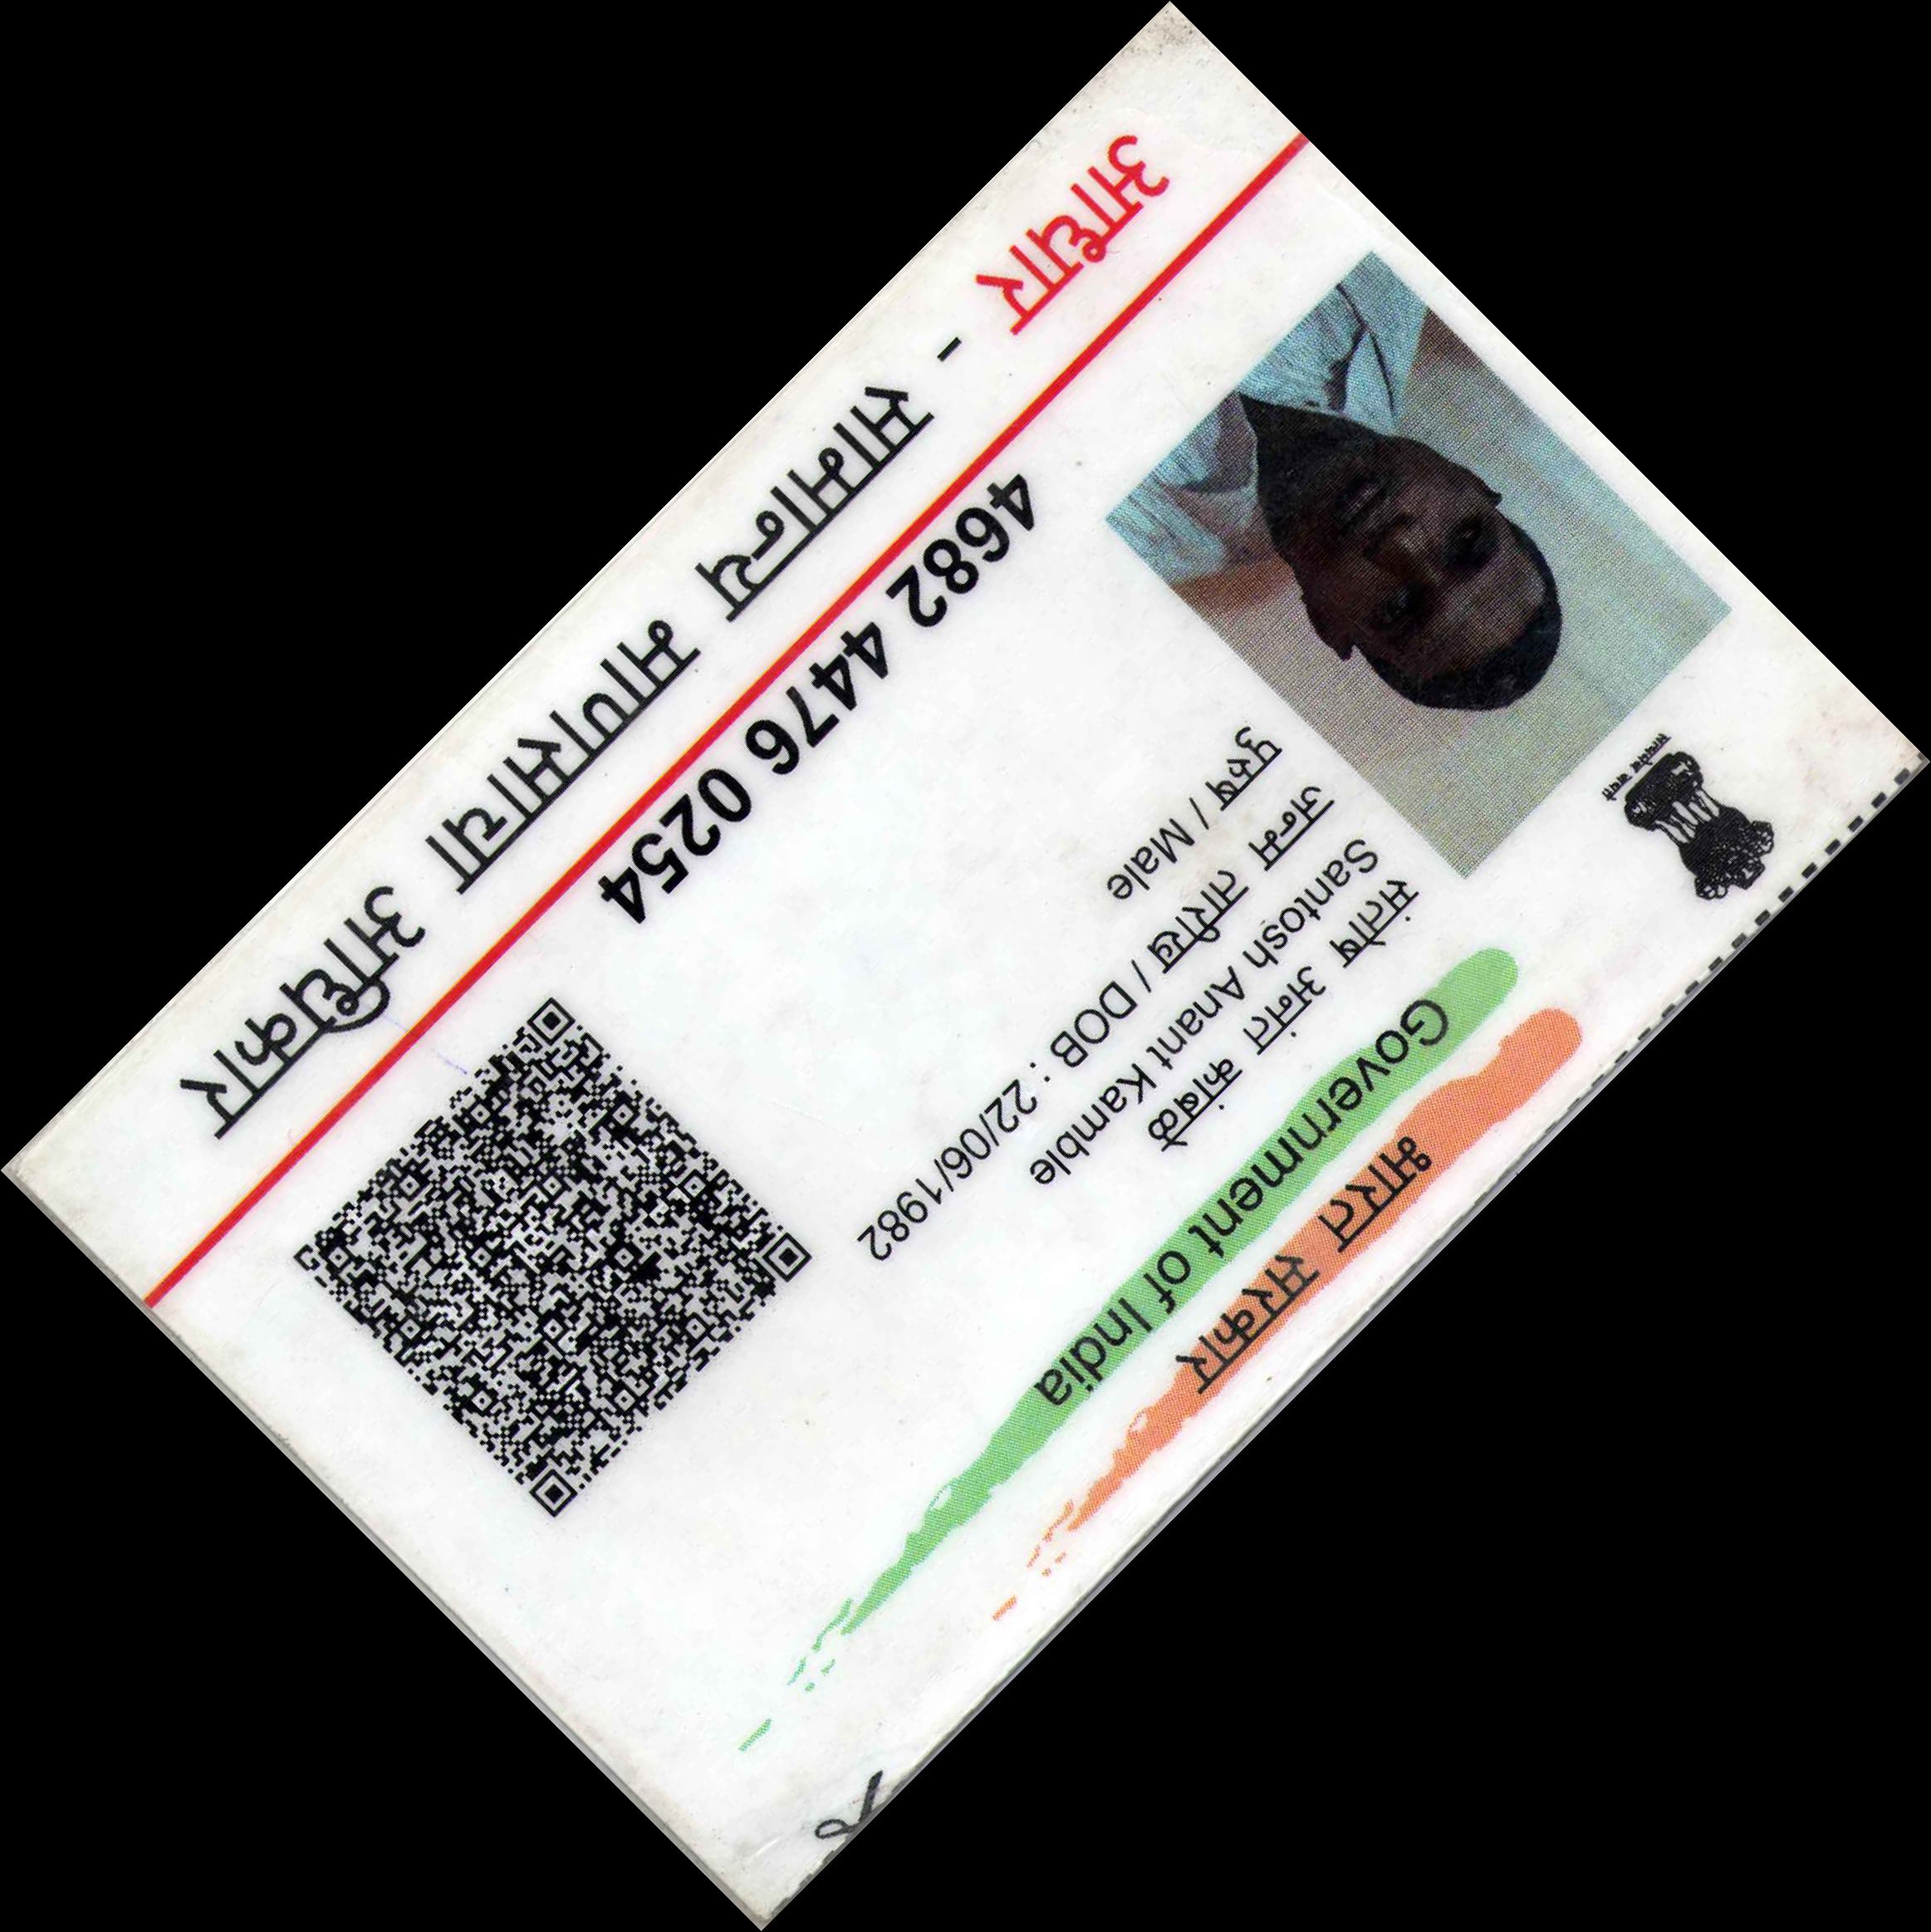 भारत सरकार
Government of India
संतोष अनंत कांबळे
Santosh Anant Kamble
जन्म तारीख / DOB : 22/06/1982
पुरुष / Male
4682 4476 0254
आधार - सामान्य माणसाचा अधिकार